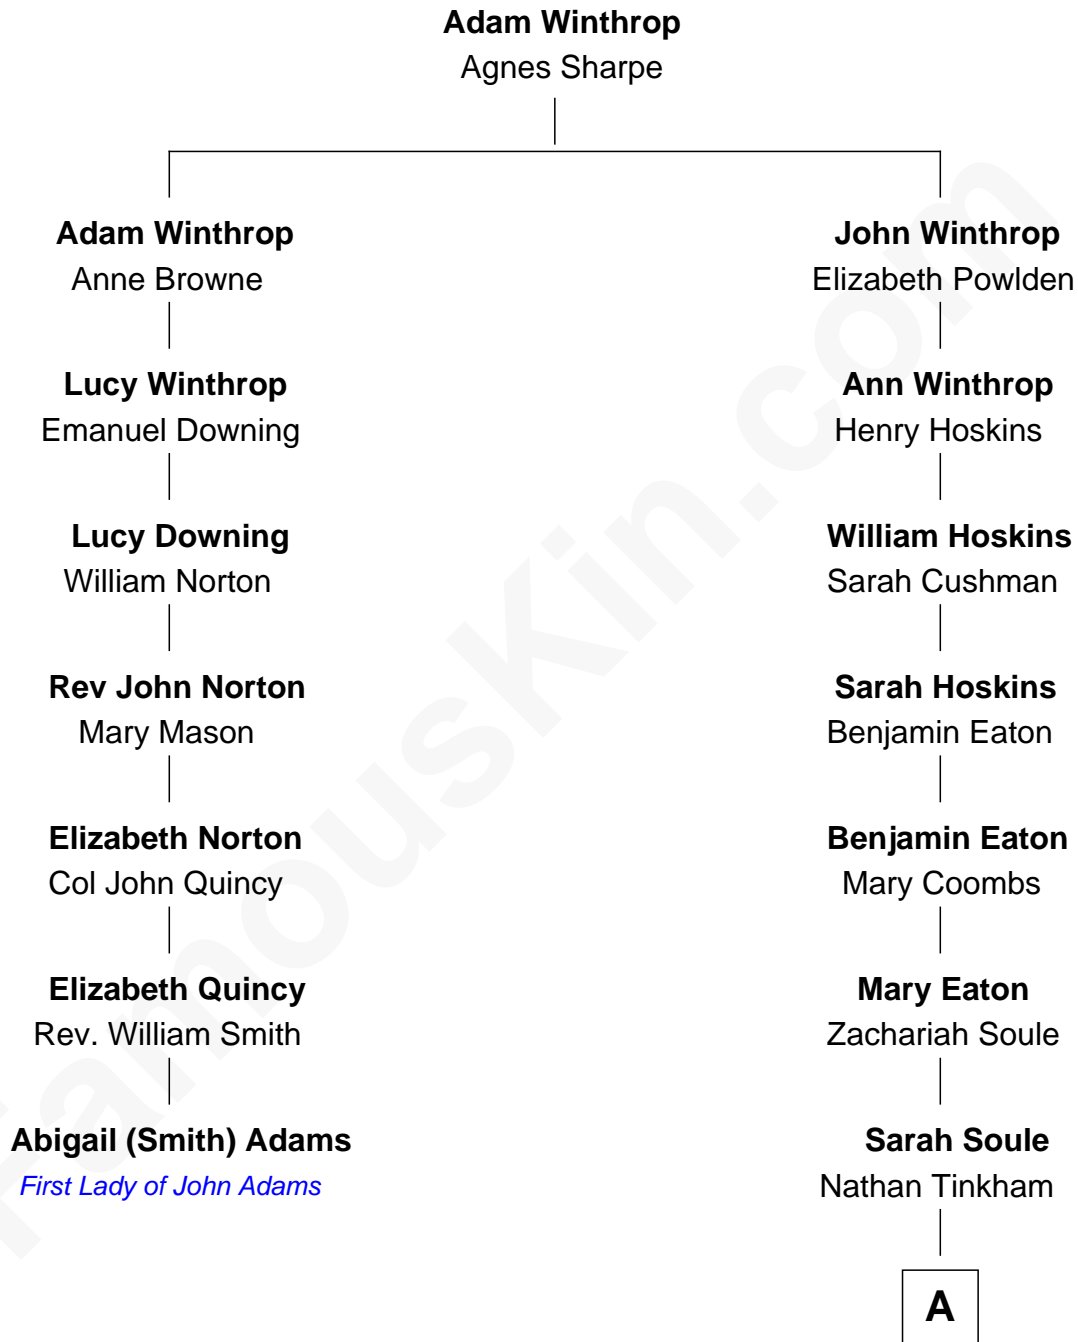 Adam Winthrop
Agnes Sharpe
Adam Winthrop
Anne Browne
Lucy Winthrop
Emanuel Downing
Lucy Downing
William Norton
Rev John Norton
Mary Mason
Elizabeth Norton
Col John Quincy
Elizabeth Quincy
Rev. William Smith
Abigail (Smith) Adams
First Lady of John Adams
John Winthrop
Elizabeth Powlden
Ann Winthrop
Henry Hoskins
William Hoskins
Sarah Cushman
Sarah Hoskins
Benjamin Eaton
Benjamin Eaton
Mary Coombs
Mary Eaton
Zachariah Soule
Sarah Soule
Nathan Tinkham
A
FamousKin.com